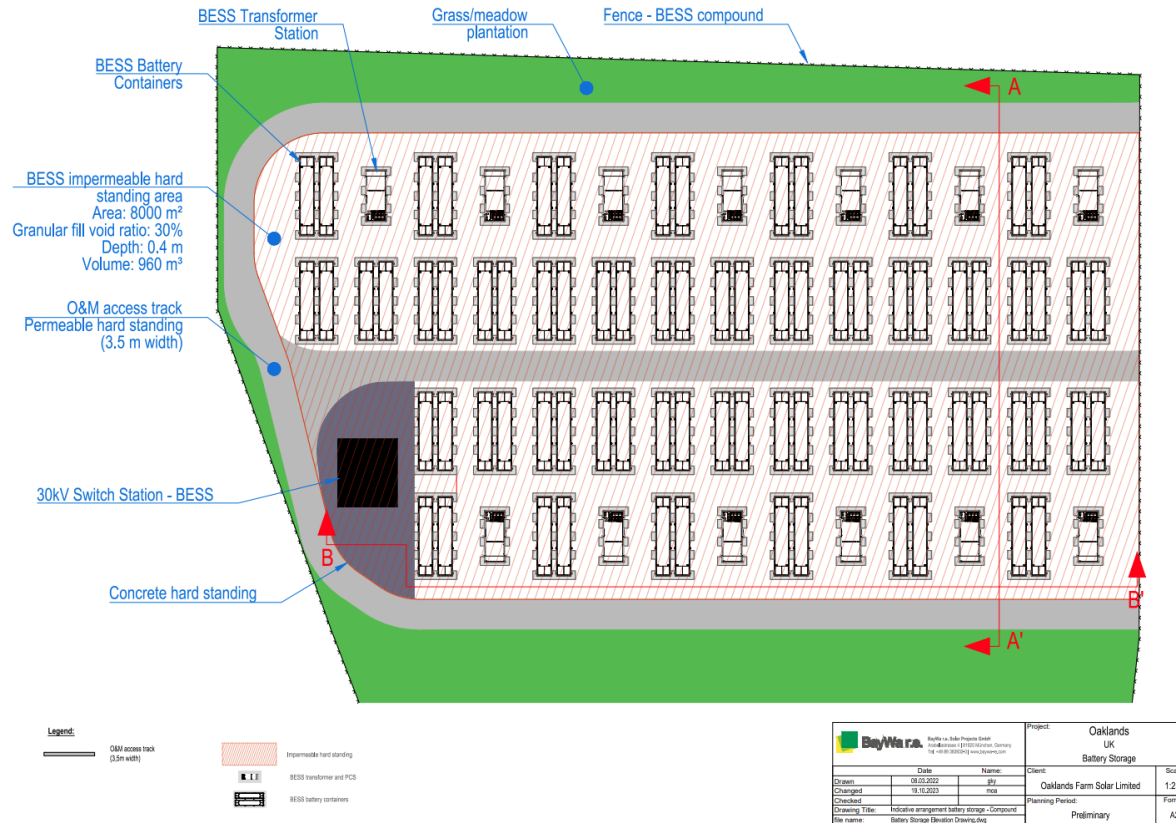 BESS Transformer
Station
Grass/meadow
plantation
Fence - BESS compound
BESS Battery
Containers
A
BESS impermeable hard
standing area
Area: 8000 m²
Granular fill void ratio: 30%
Depth: 0.4 m
Volume: 960 m³
O&M access track
Permeable hard standing
(3.5 m width)
30kV Switch Station - BESS
B
B'
Concrete hard standing
A'
Legend:
O&M access track
(3,5m width)
Impermeable hard standing
BESS transformer and PCS
BESS battery containers
BayWa r.e.
BayWa r.e. Solar Projects GmbH
Project:
Oaklands
UK
Battery Storage
Date
Name:
Client:
Drawn
08.03.2022
gky
Oaklands Farm Solar Limited
1:2
Changed
19.10.2023
moa
Checked
Planning Period:
Drawing Title:
Indicative arrangement battery storage - Compound
Preliminary
file name:
Battery Storage Elevation Drawing.dwg